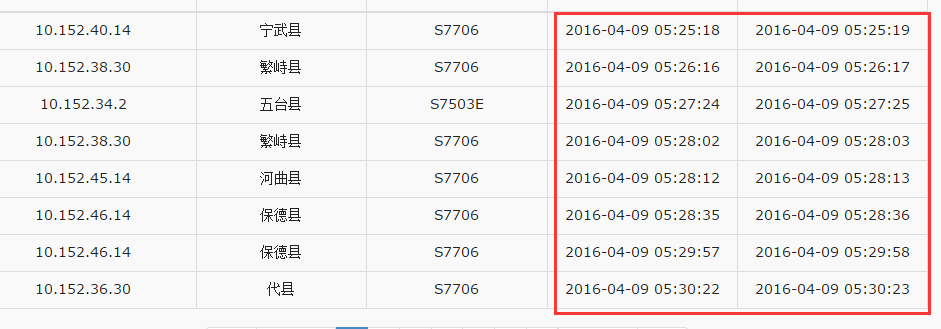 10.152.40.14 宁武县 S7706 2016-04-09 05:25:18 2016-04-09 05:25:19
10.152.38.30 繁峙县 S7706 2016-04-09 05:26:16 2016-04-09 05:26:17
10.152.34.2 五台县 S7503E 2016-04-09 05:27:24 2016-04-09 05:27:25
10.152.38.30 繁峙县 S7706 2016-04-09 05:28:02 2016-04-09 05:28:03
10.152.45.14 河曲县 S7706 2016-04-09 05:28:12 2016-04-09 05:28:13
10.152.46.14 保德县 S7706 2016-04-09 05:28:35 2016-04-09 05:28:36
10.152.46.14 保德县 S7706 2016-04-09 05:29:57 2016-04-09 05:29:58
10.152.36.30 代县 S7706 2016-04-09 05:30:22 2016-04-09 05:30:23